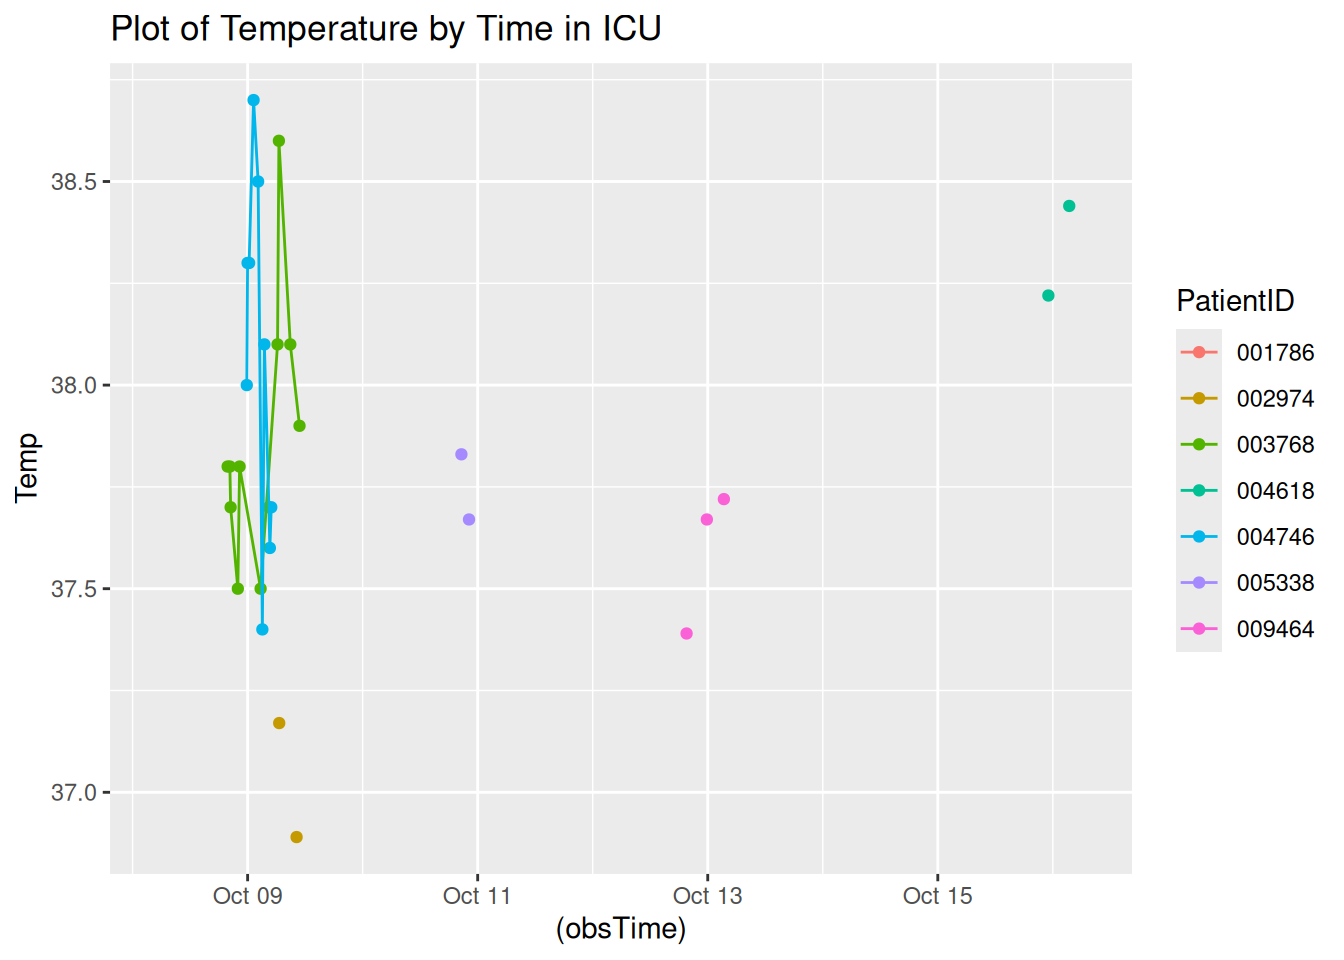 Plot of Temperature by Time in ICU
38.5
38.0
37.5
37.0
Temp
Oct 09
Oct 11
Oct 13
Oct 15
(obsTime)
PatientID
001786
002974
003768
004618
004746
005338
009464